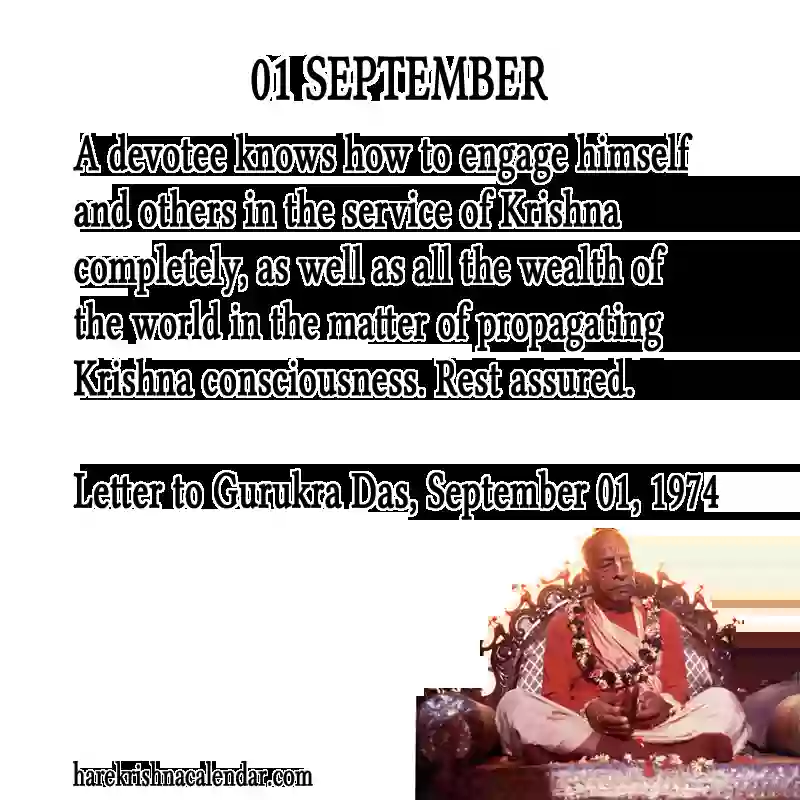 01 SEPTEMBER
A devotee knows how to engage himself
and others in the service of Krishna
completely, as well as all the wealth of
the world in the matter of propagating
Krishna consciousness. Rest assured.
Letter to Gurukra Das, September 01, 1974
harekrishnacalendar.com